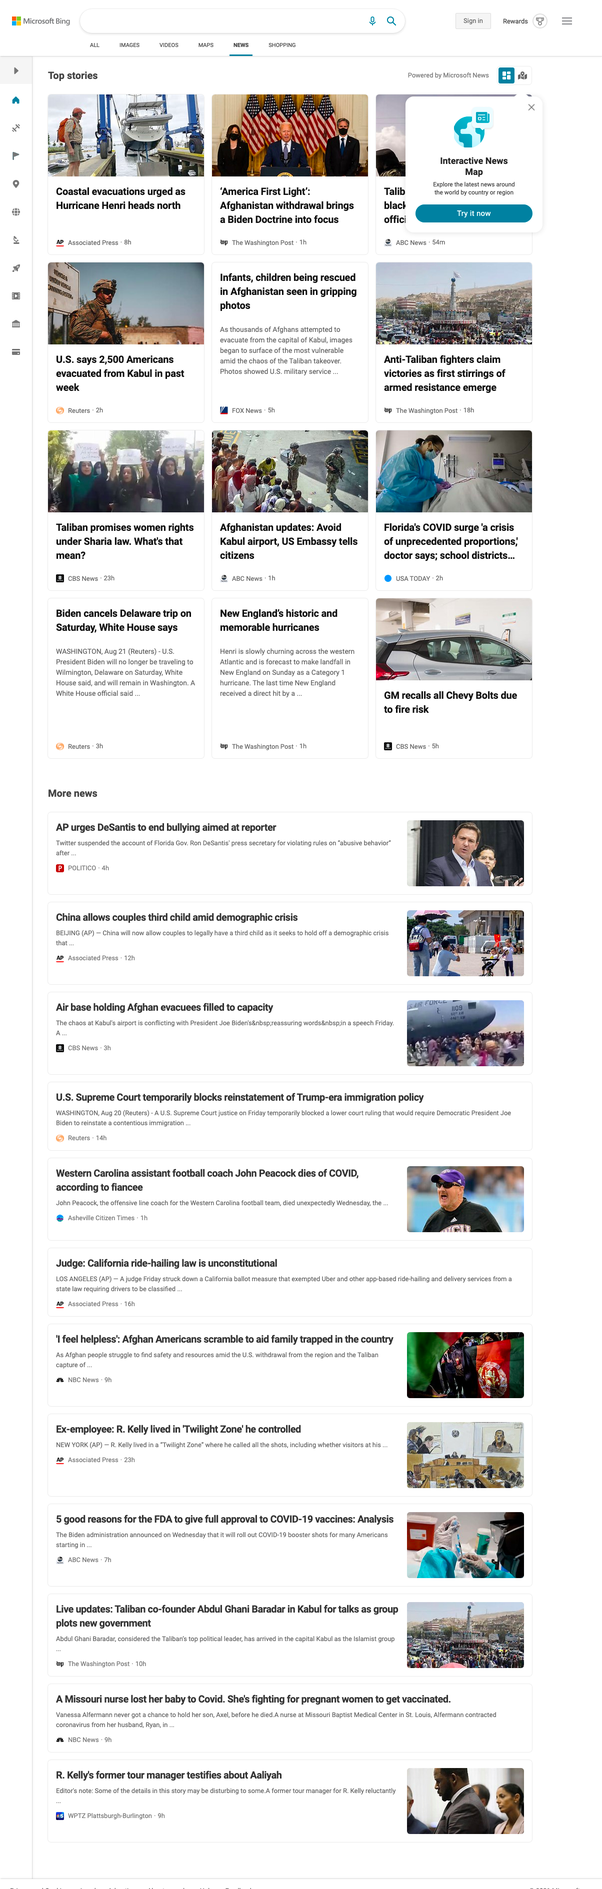 Microsoft Bing
Sign in
Rewards
ALL
IMAGES
VIDEOS
MAPS
NEWS
SHOPPING
Top stories
Powered by Microsoft News
Interactive News
Map
Explore the latest news around
the world by country or region
Try it now
Coastal evacuations urged as
Hurricane Henri heads north
AP Associated Press · 8h
'America First Light':
Afghan withdrawal brings
a Biden Doctrine into focus
wp The Washington Post · 1h
Talib
black
offici
ABC News · 54m
U.S. says 2,500 Americans
evacuated from Kabul in past
week
Reuters · 2h
Infants, children being rescued
in Afghanistan seen in gripping
photos
As thousands of Afghans attempted to
evacuate from the capital of Kabul, images
began to surface of the most vulnerable
amid the chaos of the Taliban takeover.
Photos showed U.S. military service ...
FOX News · 5h
Anti-Taliban fighters claim
victories as first stirrings of
armed resistance emerge
wp The Washington Post · 18h
Taliban promises women rights
under Sharia law. What's that
mean?
CBS News · 23h
Afghanistan updates: Avoid
Kabul airport, US Embassy tells
citizens
ABC News · 1h
Florida's COVID surge 'a crisis
of unprecedented proportions,'
doctor says; school districts...
USA TODAY · 2h
Biden cancels Delaware trip on
Saturday, White House says
WASHINGTON, Aug 21 (Reuters) - U.S.
President Biden will no longer be traveling to
Wilmington, Delaware on Saturday, White
House said, and will remain in Washington. A
White House official said ...
Reuters · 3h
New England's historic and
memorable hurricanes
Henri is slowly churning across the western
Atlantic and is forecast to make landfall in
New England on Sunday as a Category 1
hurricane. The last time New England
received a direct hit by a ...
wp The Washington Post · 1h
GM recalls all Chevy Bolts due
to fire risk
CBS News · 5h
More news
AP urges DeSantis to end bullying aimed at reporter
Twitter suspended the account of Florida Gov. Ron DeSantis' press secretary for violating rules on "abusive behavior"
after ...
P POLITICO · 4h
China allows couples third child amid demographic crisis
BEIJING (AP) — China will now allow couples to legally have a third child as it seeks to hold off a demographic crisis
that ...
AP Associated Press · 12h
Air base holding Afghan evacuees filled to capacity
The chaos at Kabul's airport is conflicting with President Joe Biden's&nbsp;reassuring words&nbsp;in a speech Friday.
A ...
CBS News · 3h
U.S. Supreme Court temporarily blocks reinstatement of Trump-era immigration policy
WASHINGTON, Aug 20 (Reuters) - A U.S. Supreme Court justice on Friday temporarily blocked a lower court ruling that would require Democratic President Joe
Biden to reinstate a contentious immigration ...
Reuters · 14h
Western Carolina assistant football coach John Peacock dies of COVID,
according to fiancee
John Peacock, the offensive line coach for the Western Carolina football team, died unexpectedly Wednesday, the ...
Asheville Citizen Times · 1h
Judge: California ride-hailing law is unconstitutional
LOS ANGELES (AP) — A judge Friday struck down a California ballot measure that exempted Uber and other app-based ride-hailing and delivery services from a
state law requiring drivers to be classified ...
AP Associated Press · 16h
'I feel helpless': Afghan Americans scramble to aid family trapped in the country
As Afghan people struggle to find safety and resources amid the U.S. withdrawal from the region and the Taliban
capture of ...
NBC News · 9h
Ex-employee: R. Kelly lived in 'Twilight Zone' he controlled
NEW YORK (AP) — R. Kelly lived in a "Twilight Zone" where he called all the shots, including whether visitors at his ...
AP Associated Press · 23h
5 good reasons for the FDA to give full approval to COVID-19 vaccines: Analysis
The Biden administration announced on Wednesday that it will roll out COVID-19 booster shots for many Americans
starting in ...
ABC News · 7h
Live updates: Taliban co-founder Abdul Ghani Baradar in Kabul for talks as group
plots new government
Abdul Ghani Baradar, considered the Taliban's top political leader, has arrived in the capital Kabul as the Islamist group
...
wp The Washington Post · 10h
A Missouri nurse lost her baby to Covid. She's fighting for pregnant women to get vaccinated.
Vanessa Alfermann never got a chance to hold her son, Axel, before he died.A nurse at Missouri Baptist Medical Center in St. Louis, Alfermann contracted
coronavirus from her husband, Ryan, in ...
NBC News · 9h
R. Kelly's former tour manager testifies about Aaliyah
Editor's note: Some of the details in this story may be disturbing to some.A former tour manager for R. Kelly reluctantly
...
WPTZ Plattsburgh-Burlington · 9h